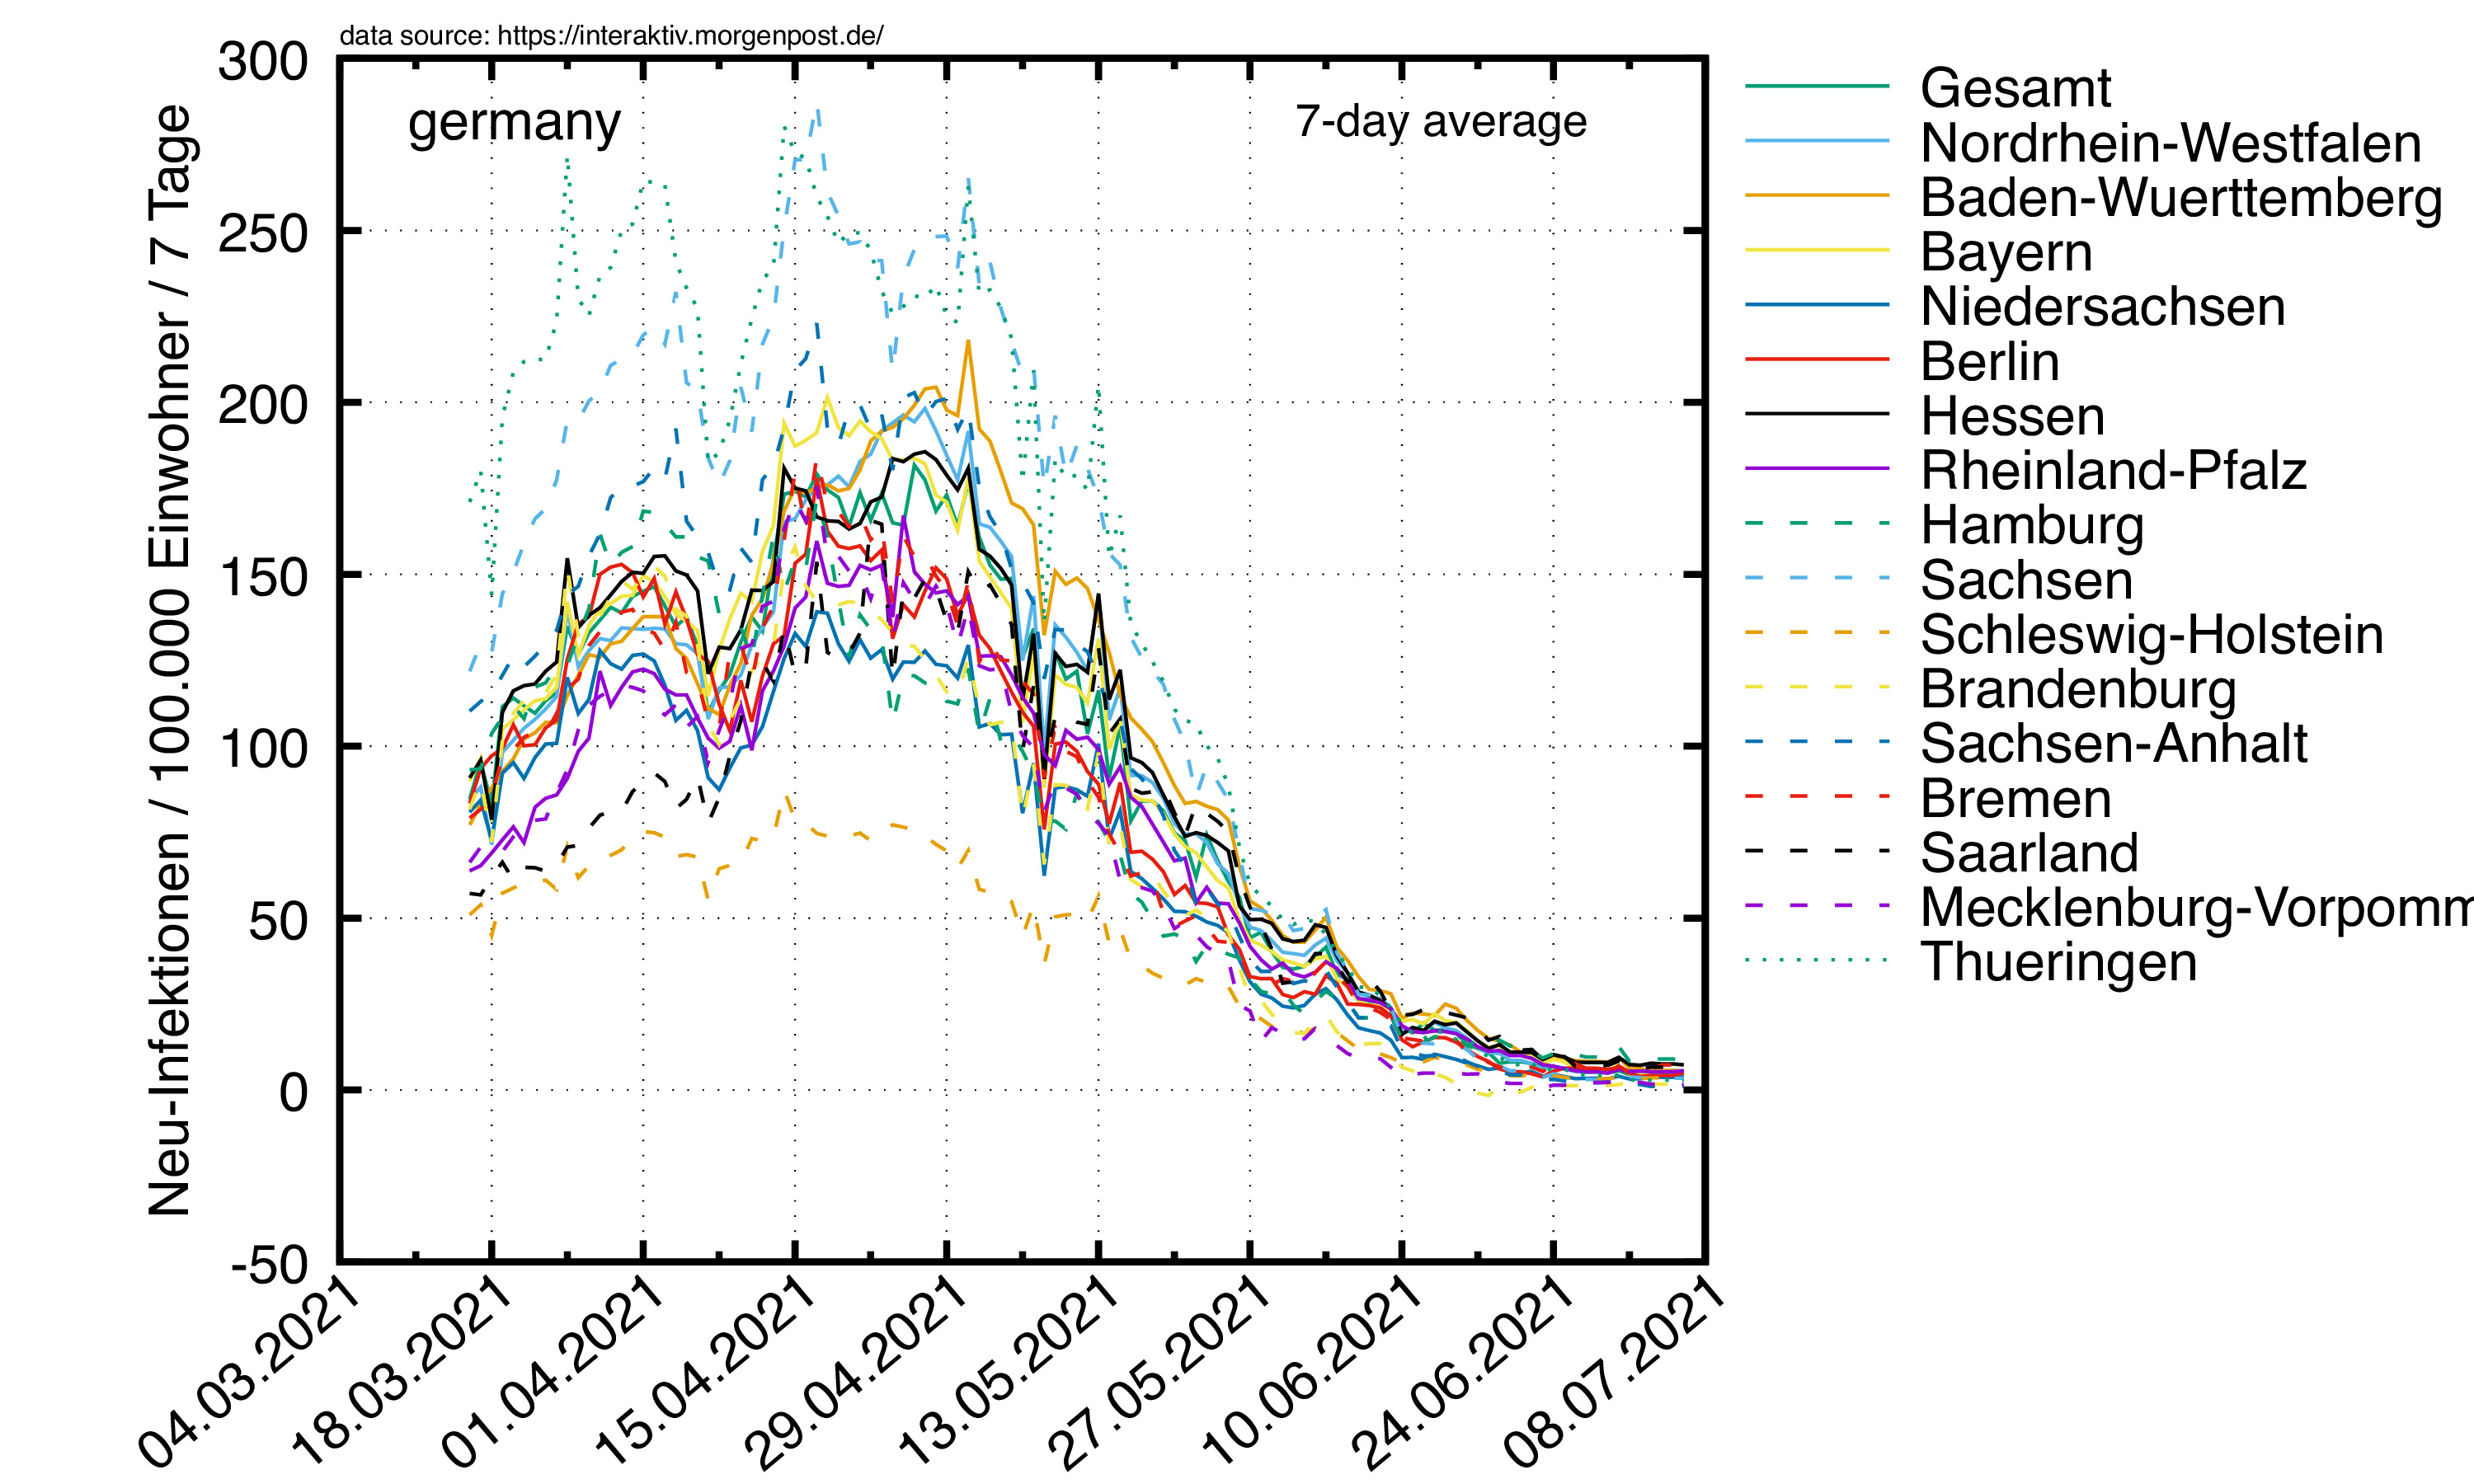 data source: https://interaktiv.morgenpost.de/
germany
7-day average
Neu-Infektionen / 100.000 Einwohner / 7 Tage
300
250
200
150
100
50
0
-50
04.03.2021
18.03.2021
01.04.2021
15.04.2021
29.04.2021
13.05.2021
27.05.2021
10.06.2021
24.06.2021
08.07.2021
Gesamt
Nordrhein-Westfalen
Baden-Wuerttemberg
Bayern
Niedersachsen
Berlin
Hessen
Rheinland-Pfalz
Hamburg
Sachsen
Schleswig-Holstein
Brandenburg
Sachsen-Anhalt
Bremen
Saarland
Mecklenburg-Vorpomm
Thueringen